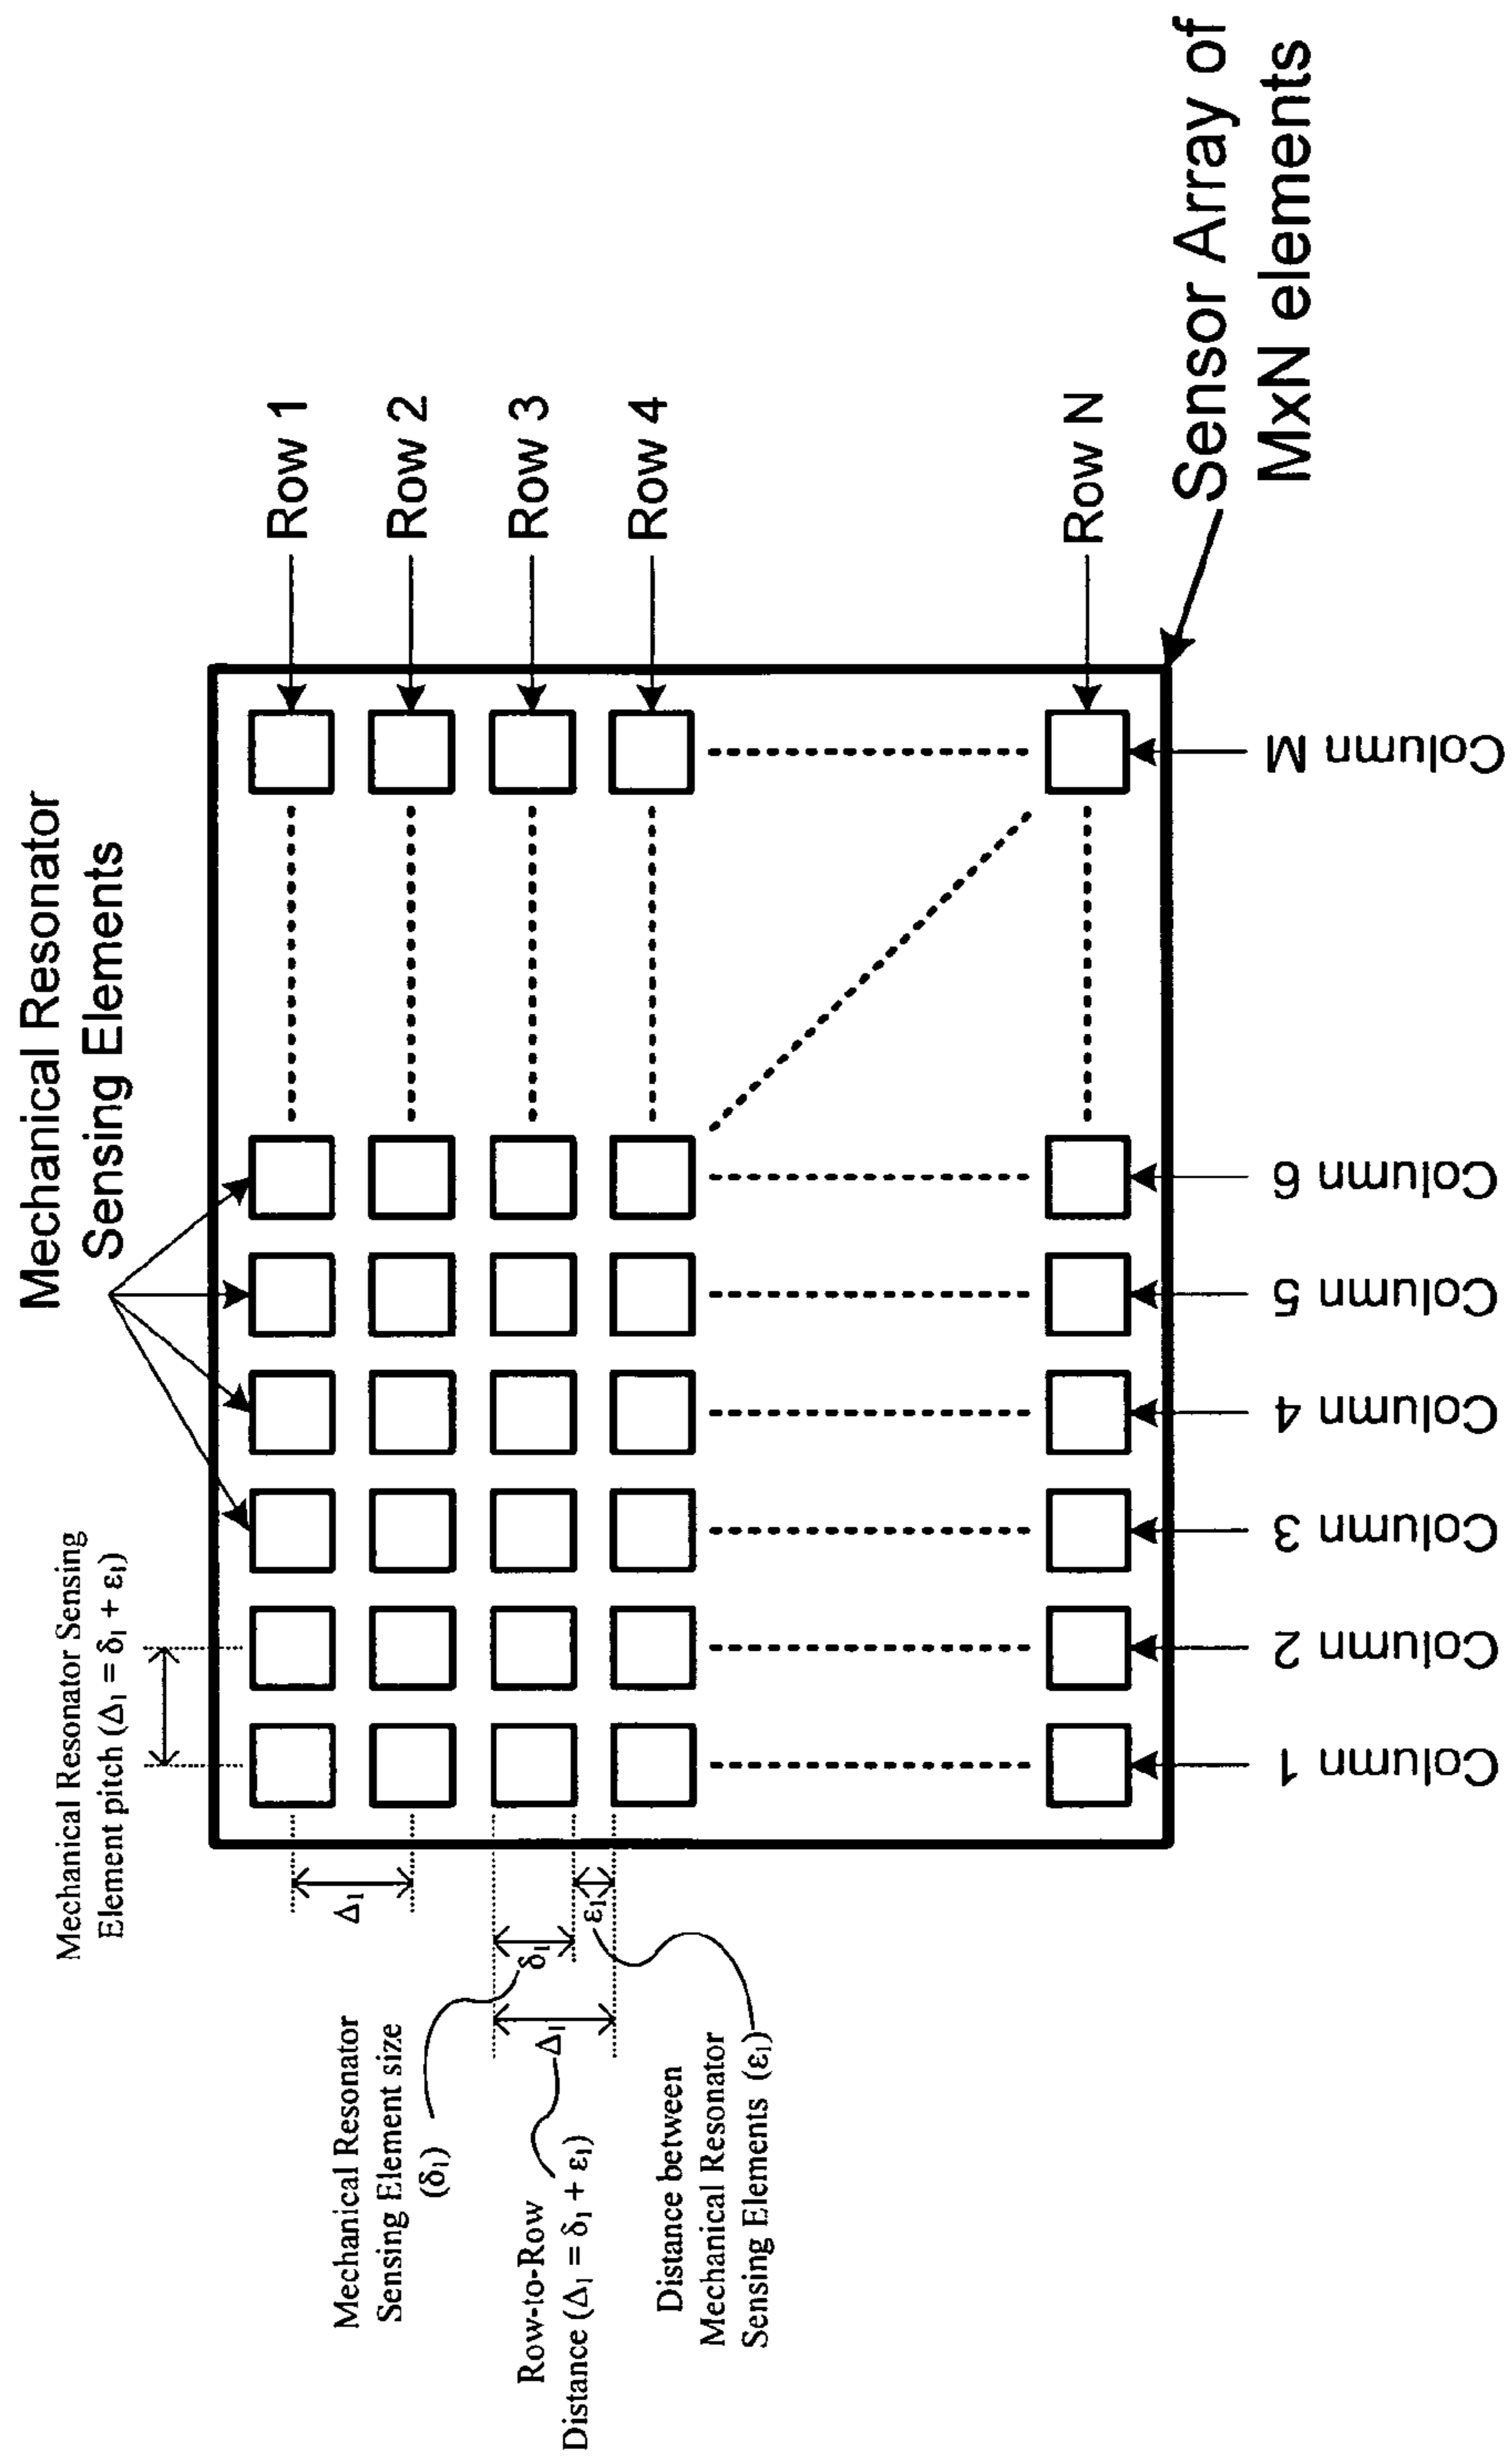 Mechanical Resonator
Sensing Elements
Mechanical Resonator Sensing
Element pitch (Δ₁ = δ₁ + ε₁)
Δ₁
Mechanical Resonator
Sensing Element size
(δ₁)
δ₁
ε₁
Δ₁
Row-to-Row
Distance (Δ₁ = δ₁ + ε₁)
Distance between
Mechanical Resonator
Sensing Elements (ε₁)
Row 1
Row 2
Row 3
Row 4
Row N
Column 1
Column 2
Column 3
Column 4
Column 5
Column 6
Column M
Sensor Array of
MxN elements